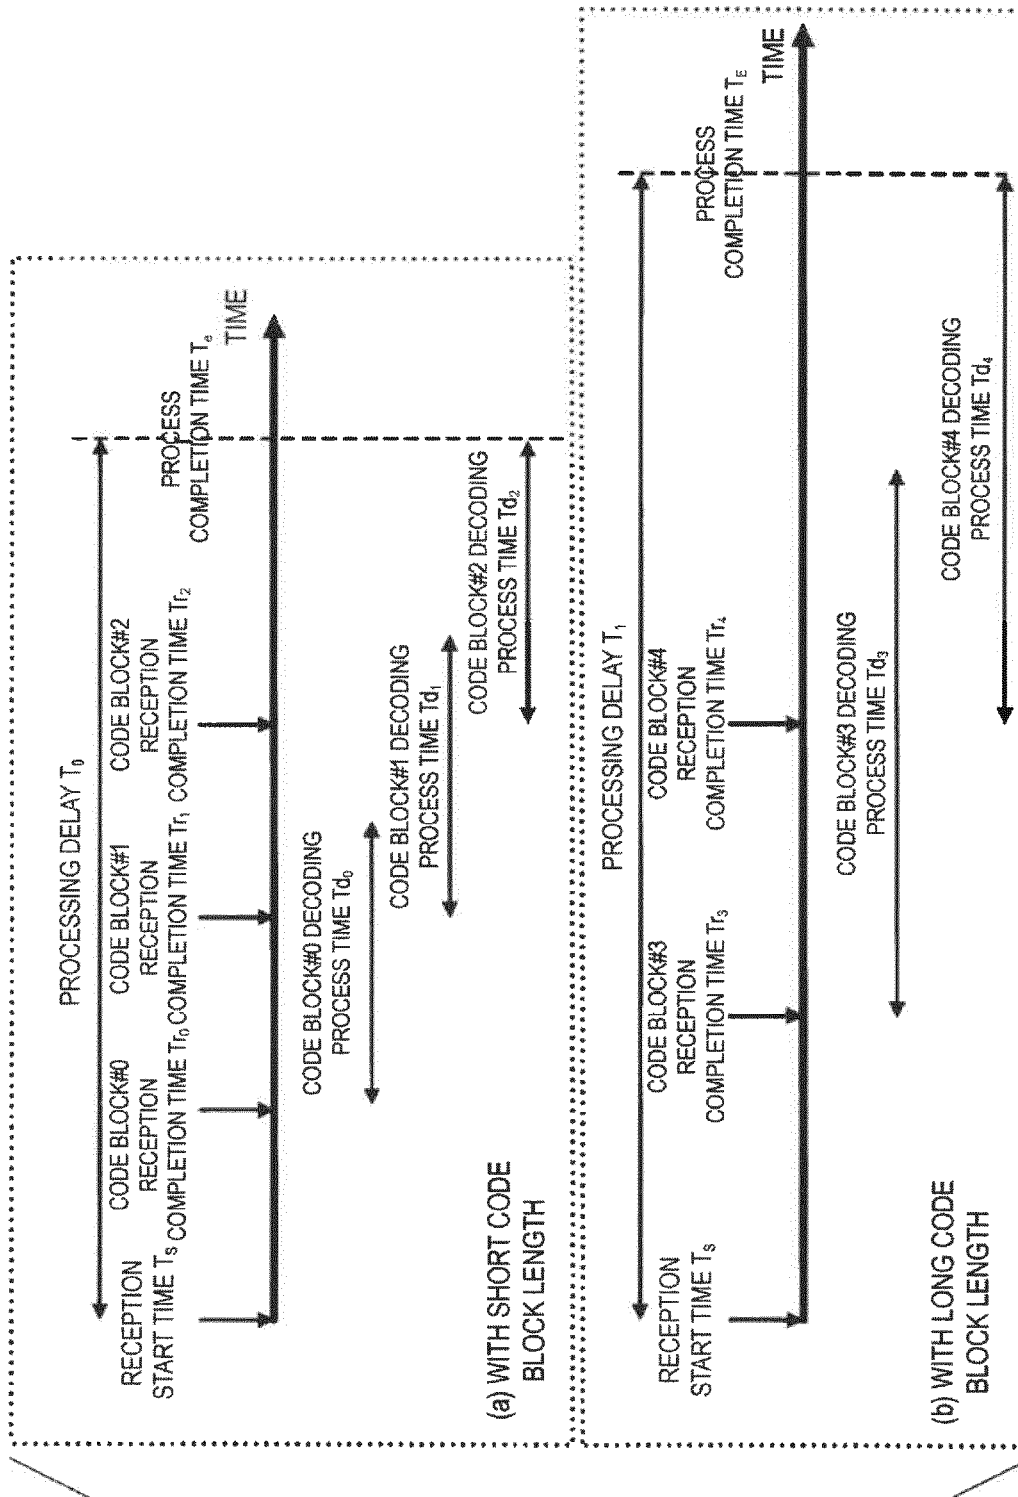 PROCESSING DELAY T0
RECEPTION
START TIME Ts
CODE BLOCK#0
RECEPTION
COMPLETION TIME Tr0
CODE BLOCK#1
RECEPTION
COMPLETION TIME Tr1
CODE BLOCK#2
RECEPTION
COMPLETION TIME Tr2
PROCESS
COMPLETION TIME Te
TIME
CODE BLOCK#0 DECODING
PROCESS TIME Td0
CODE BLOCK#1 DECODING
PROCESS TIME Td1
CODE BLOCK#2 DECODING
PROCESS TIME Td2
(a) WITH SHORT CODE
BLOCK LENGTH
PROCESSING DELAY T1
RECEPTION
START TIME Ts
CODE BLOCK#3
RECEPTION
COMPLETION TIME Tr3
CODE BLOCK#4
RECEPTION
COMPLETION TIME Tr4
PROCESS
COMPLETION TIME TE
TIME
CODE BLOCK#3 DECODING
PROCESS TIME Td3
CODE BLOCK#4 DECODING
PROCESS TIME Td4
(b) WITH LONG CODE
BLOCK LENGTH